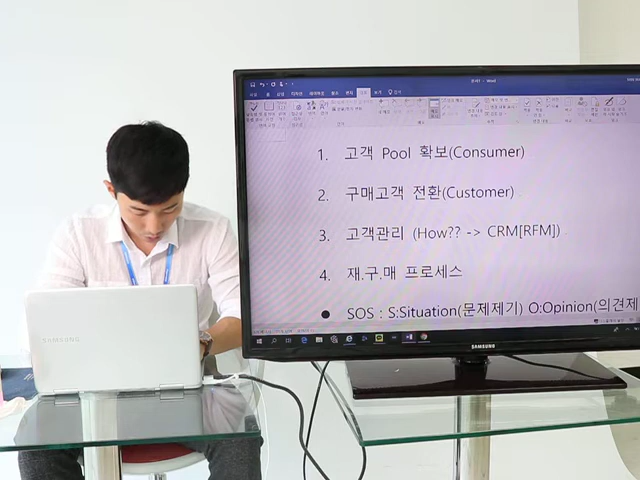 Word
1. 고객 Pool 확보(Consumer)
2. 구매고객 전환(Customer)
3. 고객관리 (How?? -> CRM[RFM])
4. 재.구.매 프로세스
● SOS : S:Situation(문제제기) O:Opinion(의견제
SAMSUNG
SAMSUNG